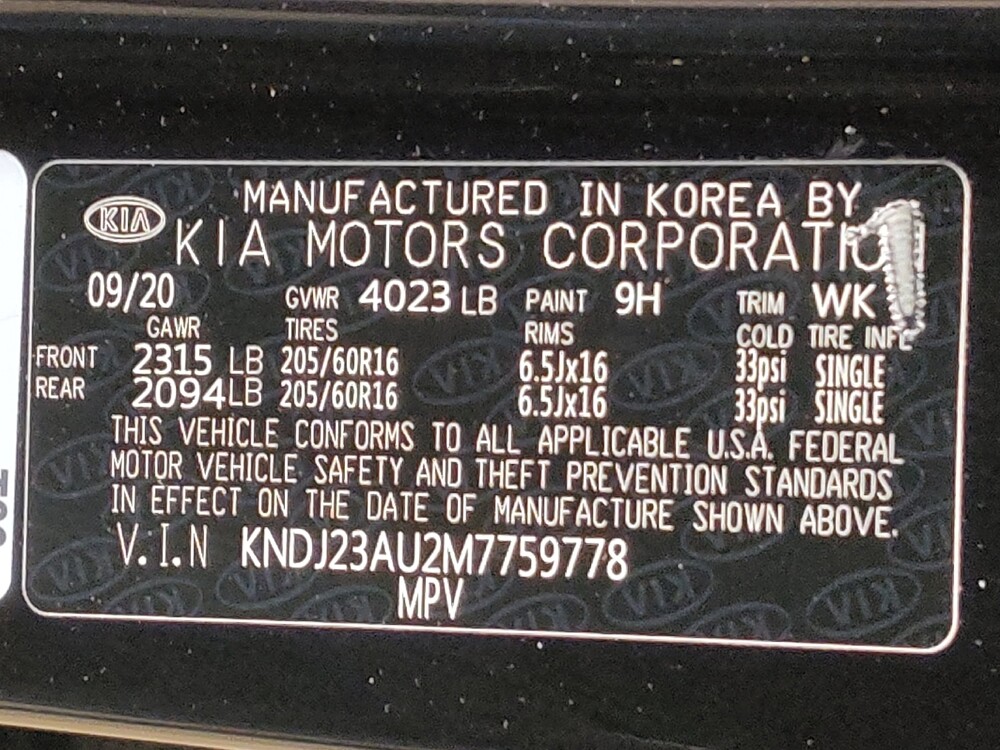 MANUFACTURED IN KOREA BY
KIA KIA MOTORS
09/20 GVWR 4023 LB PAINT 9H TRIM WK
GAWR TIRES RIMS COLD TIRE
FRONT 2315 LB 205/60R16 6.5Jx16 33psi SINGLE
REAR 2094 LB 205/60R16 6.5Jx16 33psi SINGLE
THIS VEHICLE CONFORMS TO ALL APPLICABLE U.S.A. FEDERAL
MOTOR VEHICLE SAFETY AND THEFT PREVENTION STANDARDS
IN EFFECT ON THE DATE OF MANUFACTURE SHOWN ABOVE.
V.I.N KNDJ23AU2M7759778
MPV